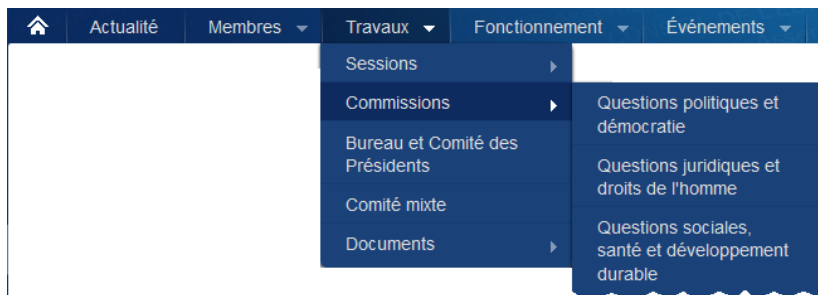 Actualité Membres Travaux Fonctionnement Événements
Sessions
Commissions
Bureau et Comité des
Présidents
Comité mixte
Documents
Questions politiques et
démocratie
Questions juridiques et
droits de l'homme
Questions sociales,
santé et développement
durable